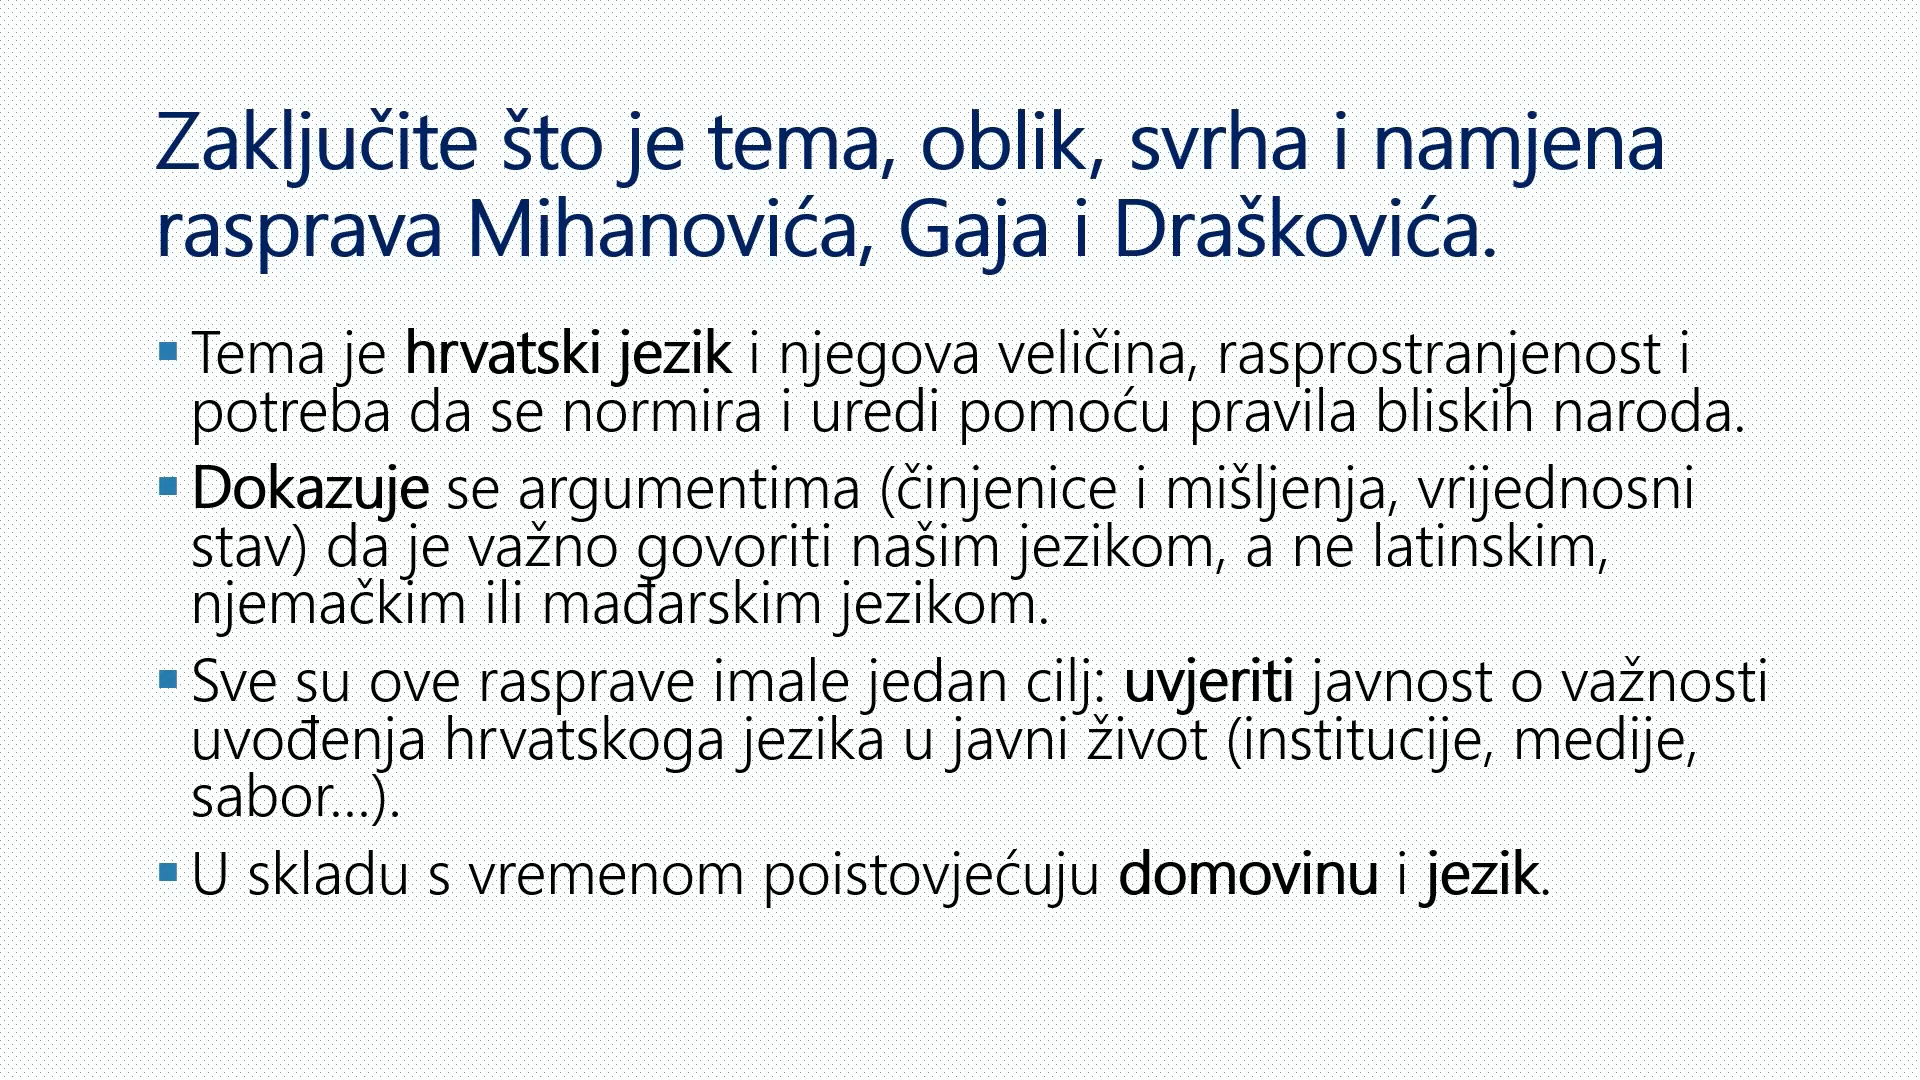 Zaključite što je tema, oblik, svrha i namjena
rasprava Mihanovića, Gaja i Draškovića.
▪ Tema je hrvatski jezik i njegova veličina, rasprostranjenost i
potreba da se normira i uredi pomoću pravila bliskih naroda.
▪ Dokazuje se argumentima (činjenice i mišljenja, vrijednosni
stav) da je važno govoriti našim jezikom, a ne latinskim,
njemačkim ili mađarskim jezikom.
▪ Sve su ove rasprave imale jedan cilj: uvjeriti javnost o važnosti
uvođenja hrvatskoga jezika u javni život (institucije, medije,
sabor...).
▪ U skladu s vremenom poistovjećuju domovinu i jezik.